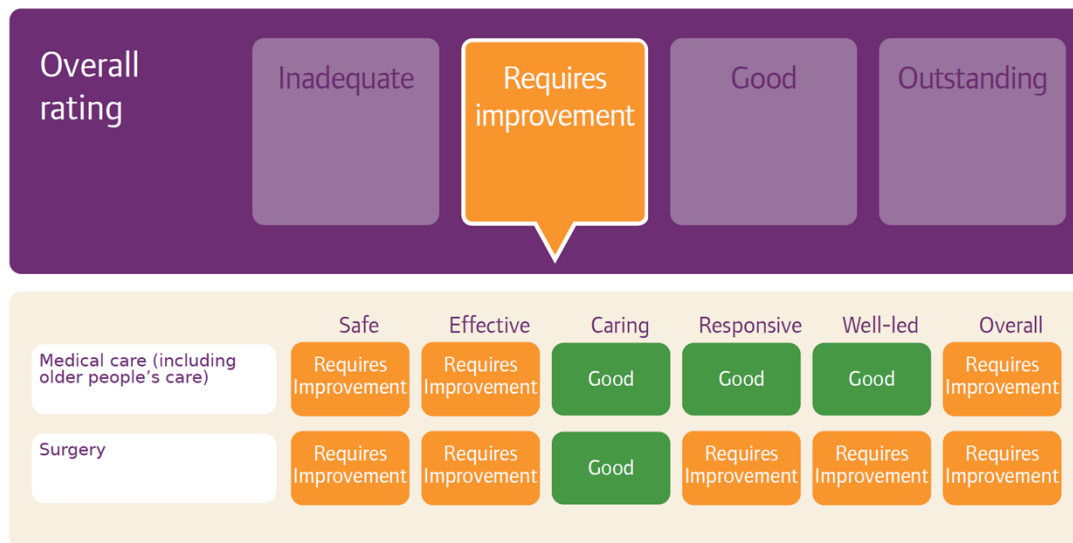 Overall
rating
Inadequate
Requires
improvement
Good
Outstanding
Safe Effective Caring Responsive Well-led Overall
Medical care (including
older people's care)
Requires
Improvement
Requires
Improvement
Good
Good
Good
Requires
Improvement
Surgery
Requires
Improvement
Requires
Improvement
Good
Requires
Improvement
Requires
Improvement
Requires
Improvement